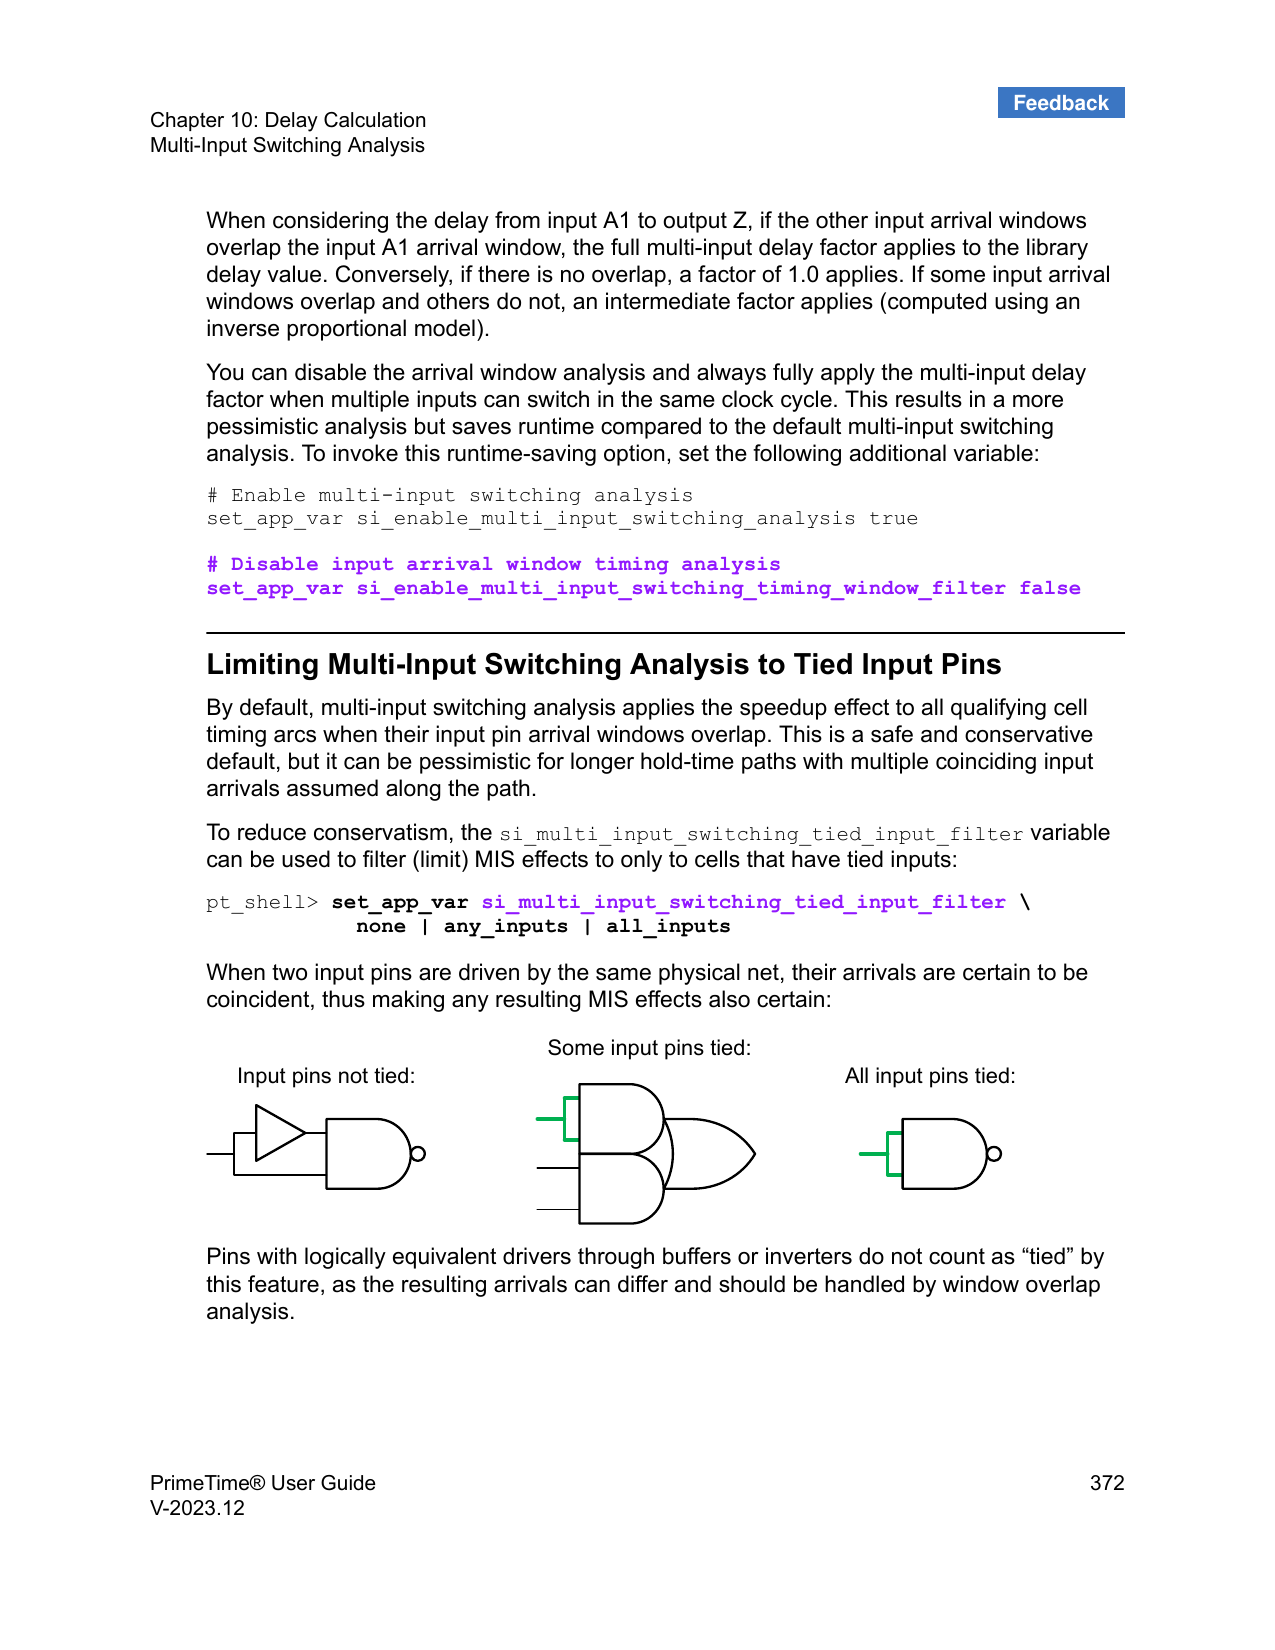 Feedback
Chapter 10: Delay Calculation
Multi-Input Switching Analysis
When considering the delay from input A1 to output Z, if the other input arrival windows
overlap the input A1 arrival window, the full multi-input delay factor applies to the library
delay value. Conversely, if there is no overlap, a factor of 1.0 applies. If some input arrival
windows overlap and others do not, an intermediate factor applies (computed using an
inverse proportional model).
You can disable the arrival window analysis and always fully apply the multi-input delay
factor when multiple inputs can switch in the same clock cycle. This results in a more
pessimistic analysis but saves runtime compared to the default multi-input switching
analysis. To invoke this runtime-saving option, set the following additional variable:
# Enable multi-input switching analysis
set_app_var si_enable_multi_input_switching_analysis true
# Disable input arrival window timing analysis
set_app_var si_enable_multi_input_switching_timing_window_filter false
Limiting Multi-Input Switching Analysis to Tied Input Pins
By default, multi-input switching analysis applies the speedup effect to all qualifying cell
timing arcs when their input pin arrival windows overlap. This is a safe and conservative
default, but it can be pessimistic for longer hold-time paths with multiple coinciding input
arrivals assumed along the path.
To reduce conservatism, the si_multi_input_switching_tied_input_filter variable
can be used to filter (limit) MIS effects to only to cells that have tied inputs:
pt_shell> set_app_var si_multi_input_switching_tied_input_filter \
none | any_inputs | all_inputs
When two input pins are driven by the same physical net, their arrivals are certain to be
coincident, thus making any resulting MIS effects also certain:
Some input pins tied:
Input pins not tied:
All input pins tied:
Pins with logically equivalent drivers through buffers or inverters do not count as “tied” by
this feature, as the resulting arrivals can differ and should be handled by window overlap
analysis.
PrimeTime® User Guide
372
V-2023.12